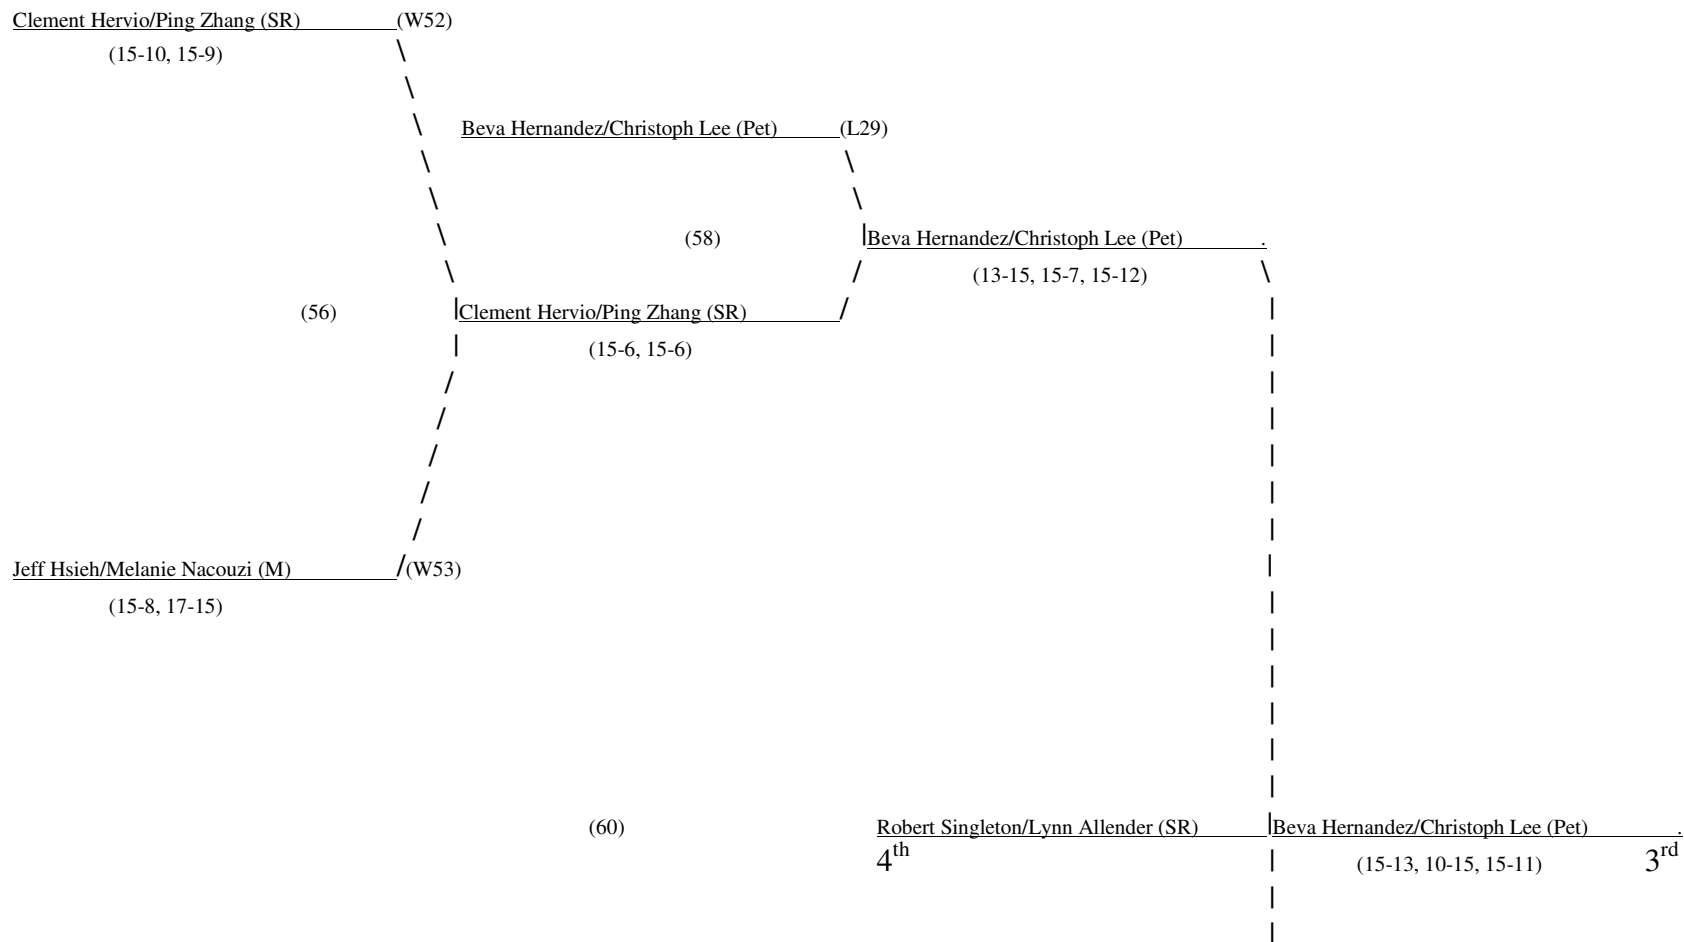 Clement Hervio/Ping Zhang (SR) (W52)
(15-10, 15-9)
Beva Hernandez/Christoph Lee (Pet) (L29)
(58) Beva Hernandez/Christoph Lee (Pet) .
(13-15, 15-7, 15-12)
(56) Clement Hervio/Ping Zhang (SR)
(15-6, 15-6)
Jeff Hsieh/Melanie Nacouzi (M) (W53)
(15-8, 17-15)
(60) Robert Singleton/Lynn Allender (SR) Beva Hernandez/Christoph Lee (Pet) .
4th (15-13, 10-15, 15-11) 3rd